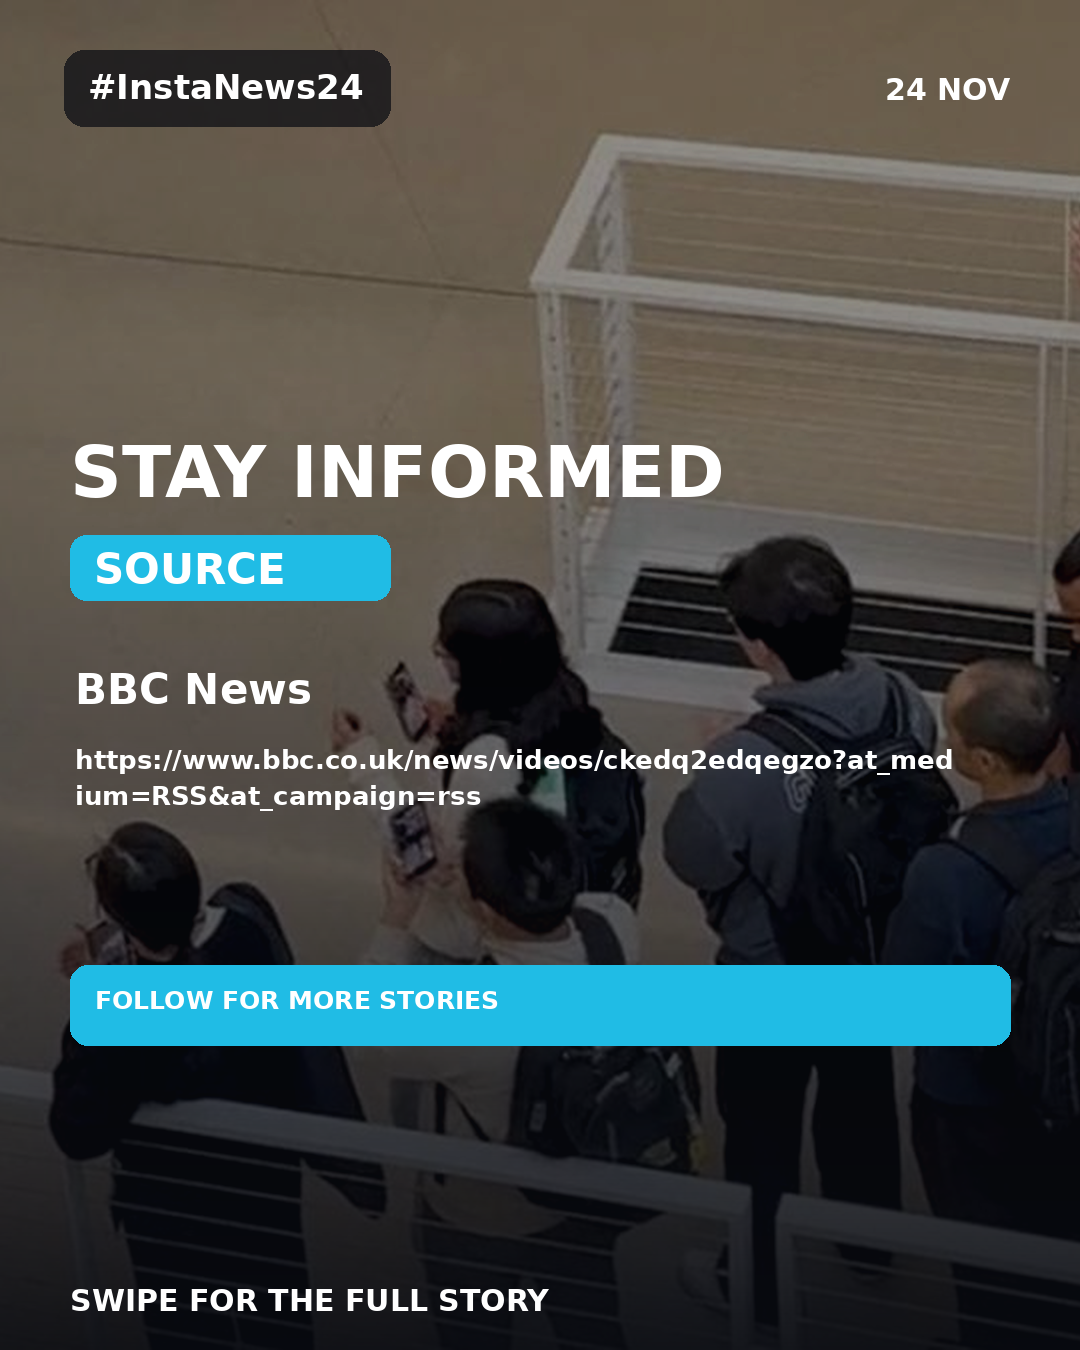 #InstaNews24
24 NOV
STAY INFORMED
SOURCE
BBC News
https://www.bbc.co.uk/news/videos/ckedq2edqegzo?at_med
ium=RSS&at_campaign=rss
FOLLOW FOR MORE STORIES
SWIPE FOR THE FULL STORY